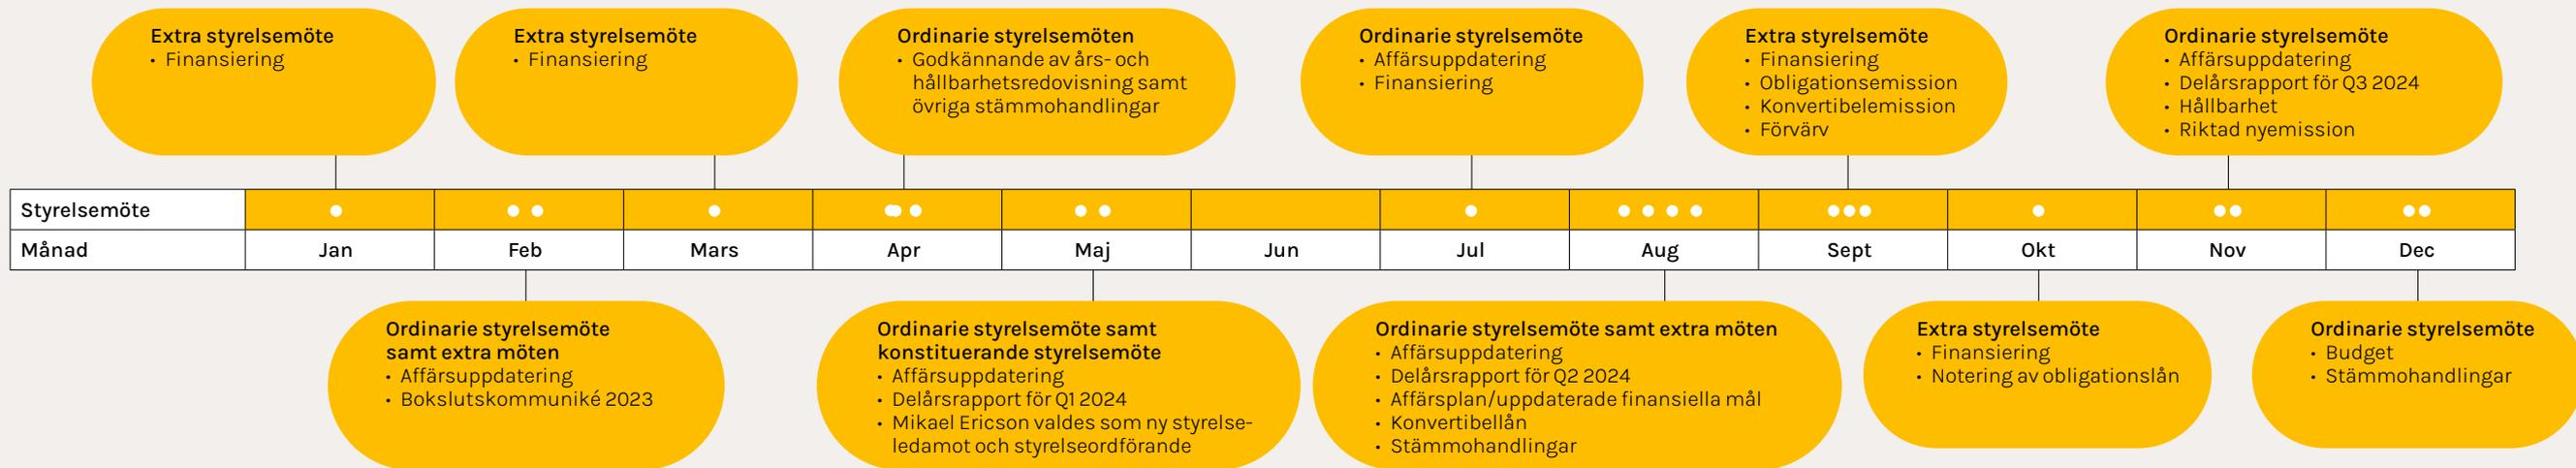 Extra styrelsemöte
• Finansiering
Extra styrelsemöte
• Finansiering
Ordinarie styrelsemöten
• Godkännande av års- och
hållbarhetsredovisning samt
övriga stämmohandlingar
Ordinarie styrelsemöte
• Affärsuppdatering
• Finansiering
Extra styrelsemöte
• Finansiering
• Obligationsemission
• Konvertibelemission
• Förvärv
Ordinarie styrelsemöte
• Affärsuppdatering
• Delårsrapport för Q3 2024
• Hållbarhet
• Riktad nyemission
Styrelsemöte
Månad Jan Feb Mars Apr Maj Jun Jul Aug Sept Okt Nov Dec
Ordinarie styrelsemöte
samt extra möten
• Affärsuppdatering
• Bokslutskommuniké 2023
Ordinarie styrelsemöte samt
konstituerande styrelsemöte
• Affärsuppdatering
• Delårsrapport för Q1 2024
• Mikael Ericson valdes som ny styrelse-
ledamot och styrelseordförande
Ordinarie styrelsemöte samt extra möten
• Affärsuppdatering
• Delårsrapport för Q2 2024
• Affärsplan/uppdaterade finansiella mål
• Konvertibellån
• Stämmohandlingar
Extra styrelsemöte
• Finansiering
• Notering av obligationslån
Ordinarie styrelsemöte
• Budget
• Stämmohandlingar